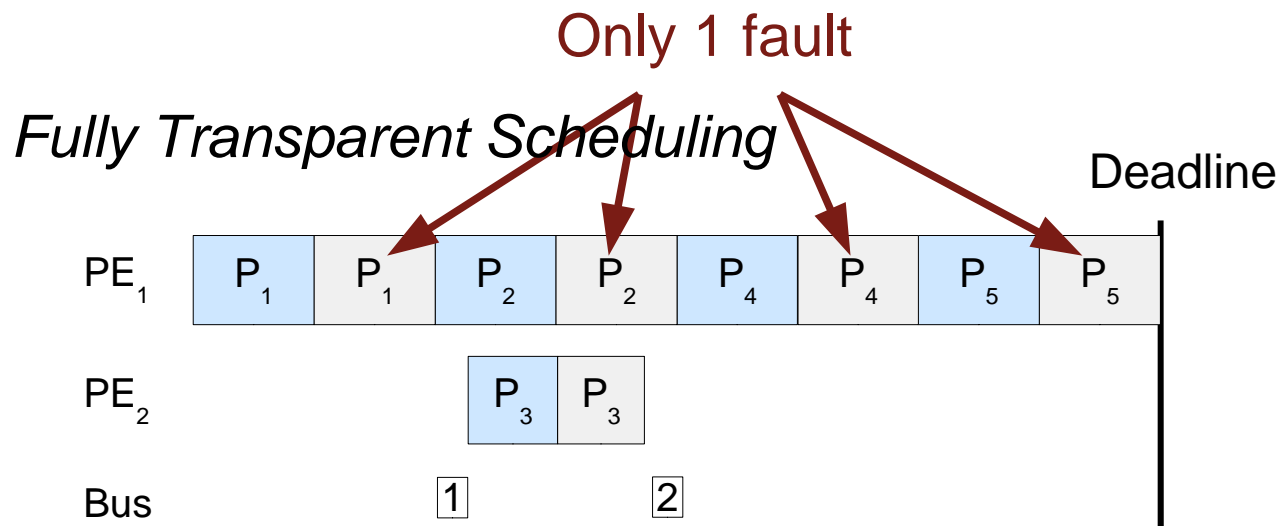 Only 1 fault
Fully Transparent Scheduling
Deadline
PE1 P1 P1 P2 P2 P4 P4 P5 P5
PE2 P3 P3
Bus 1 2